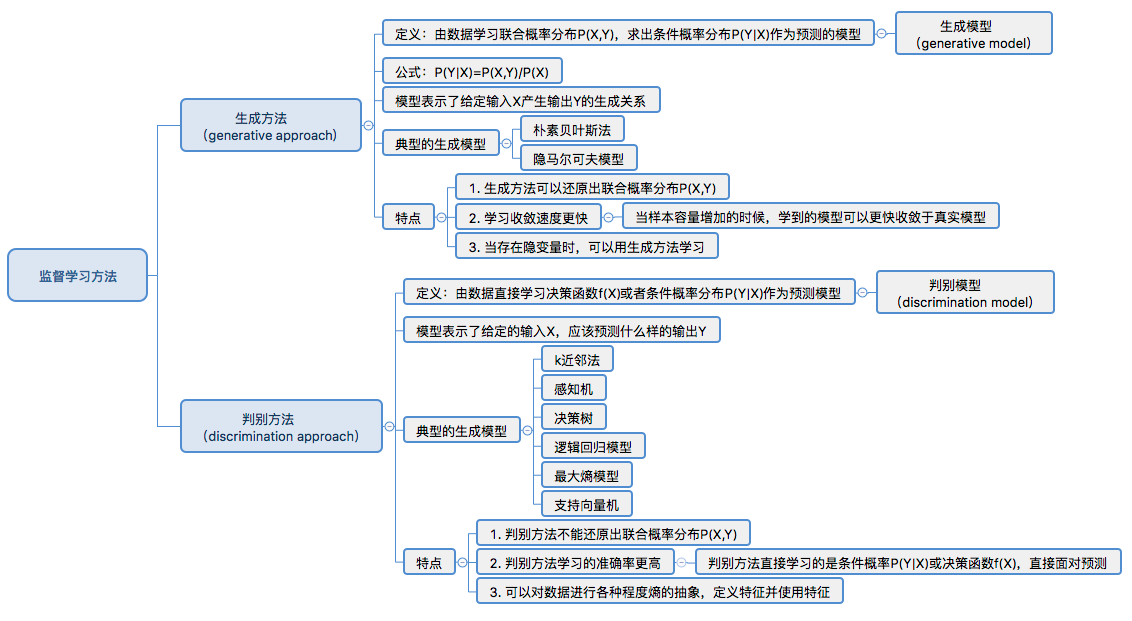 监督学习方法
生成方法
（generative approach）
定义：由数据学习联合概率分布P(X,Y)，求出条件概率分布P(Y|X)作为预测的模型
生成模型
（generative model）
公式：P(Y|X)=P(X,Y)/P(X)
模型表示了给定输入X产生输出Y的生成关系
典型的生成模型
朴素贝叶斯法
隐马尔可夫模型
特点
1. 生成方法可以还原出联合概率分布P(X,Y)
2. 学习收敛速度更快
当样本容量增加的时候，学到的模型可以更快收敛于真实模型
3. 当存在隐变量时，可以用生成方法学习
判别方法
（discrimination approach）
定义：由数据直接学习决策函数f(X)或者条件概率分布P(Y|X)作为预测模型
判别模型
（discrimination model）
模型表示了给定的输入X，应该预测什么样的输出Y
典型的生成模型
k近邻法
感知机
决策树
逻辑回归模型
最大熵模型
支持向量机
特点
1. 判别方法不能还原出联合概率分布P(X,Y)
2. 判别方法学习的准确率更高
判别方法直接学习的是条件概率P(Y|X)或决策函数f(X)，直接面对预测
3. 可以对数据进行各种程度熵的抽象，定义特征并使用特征